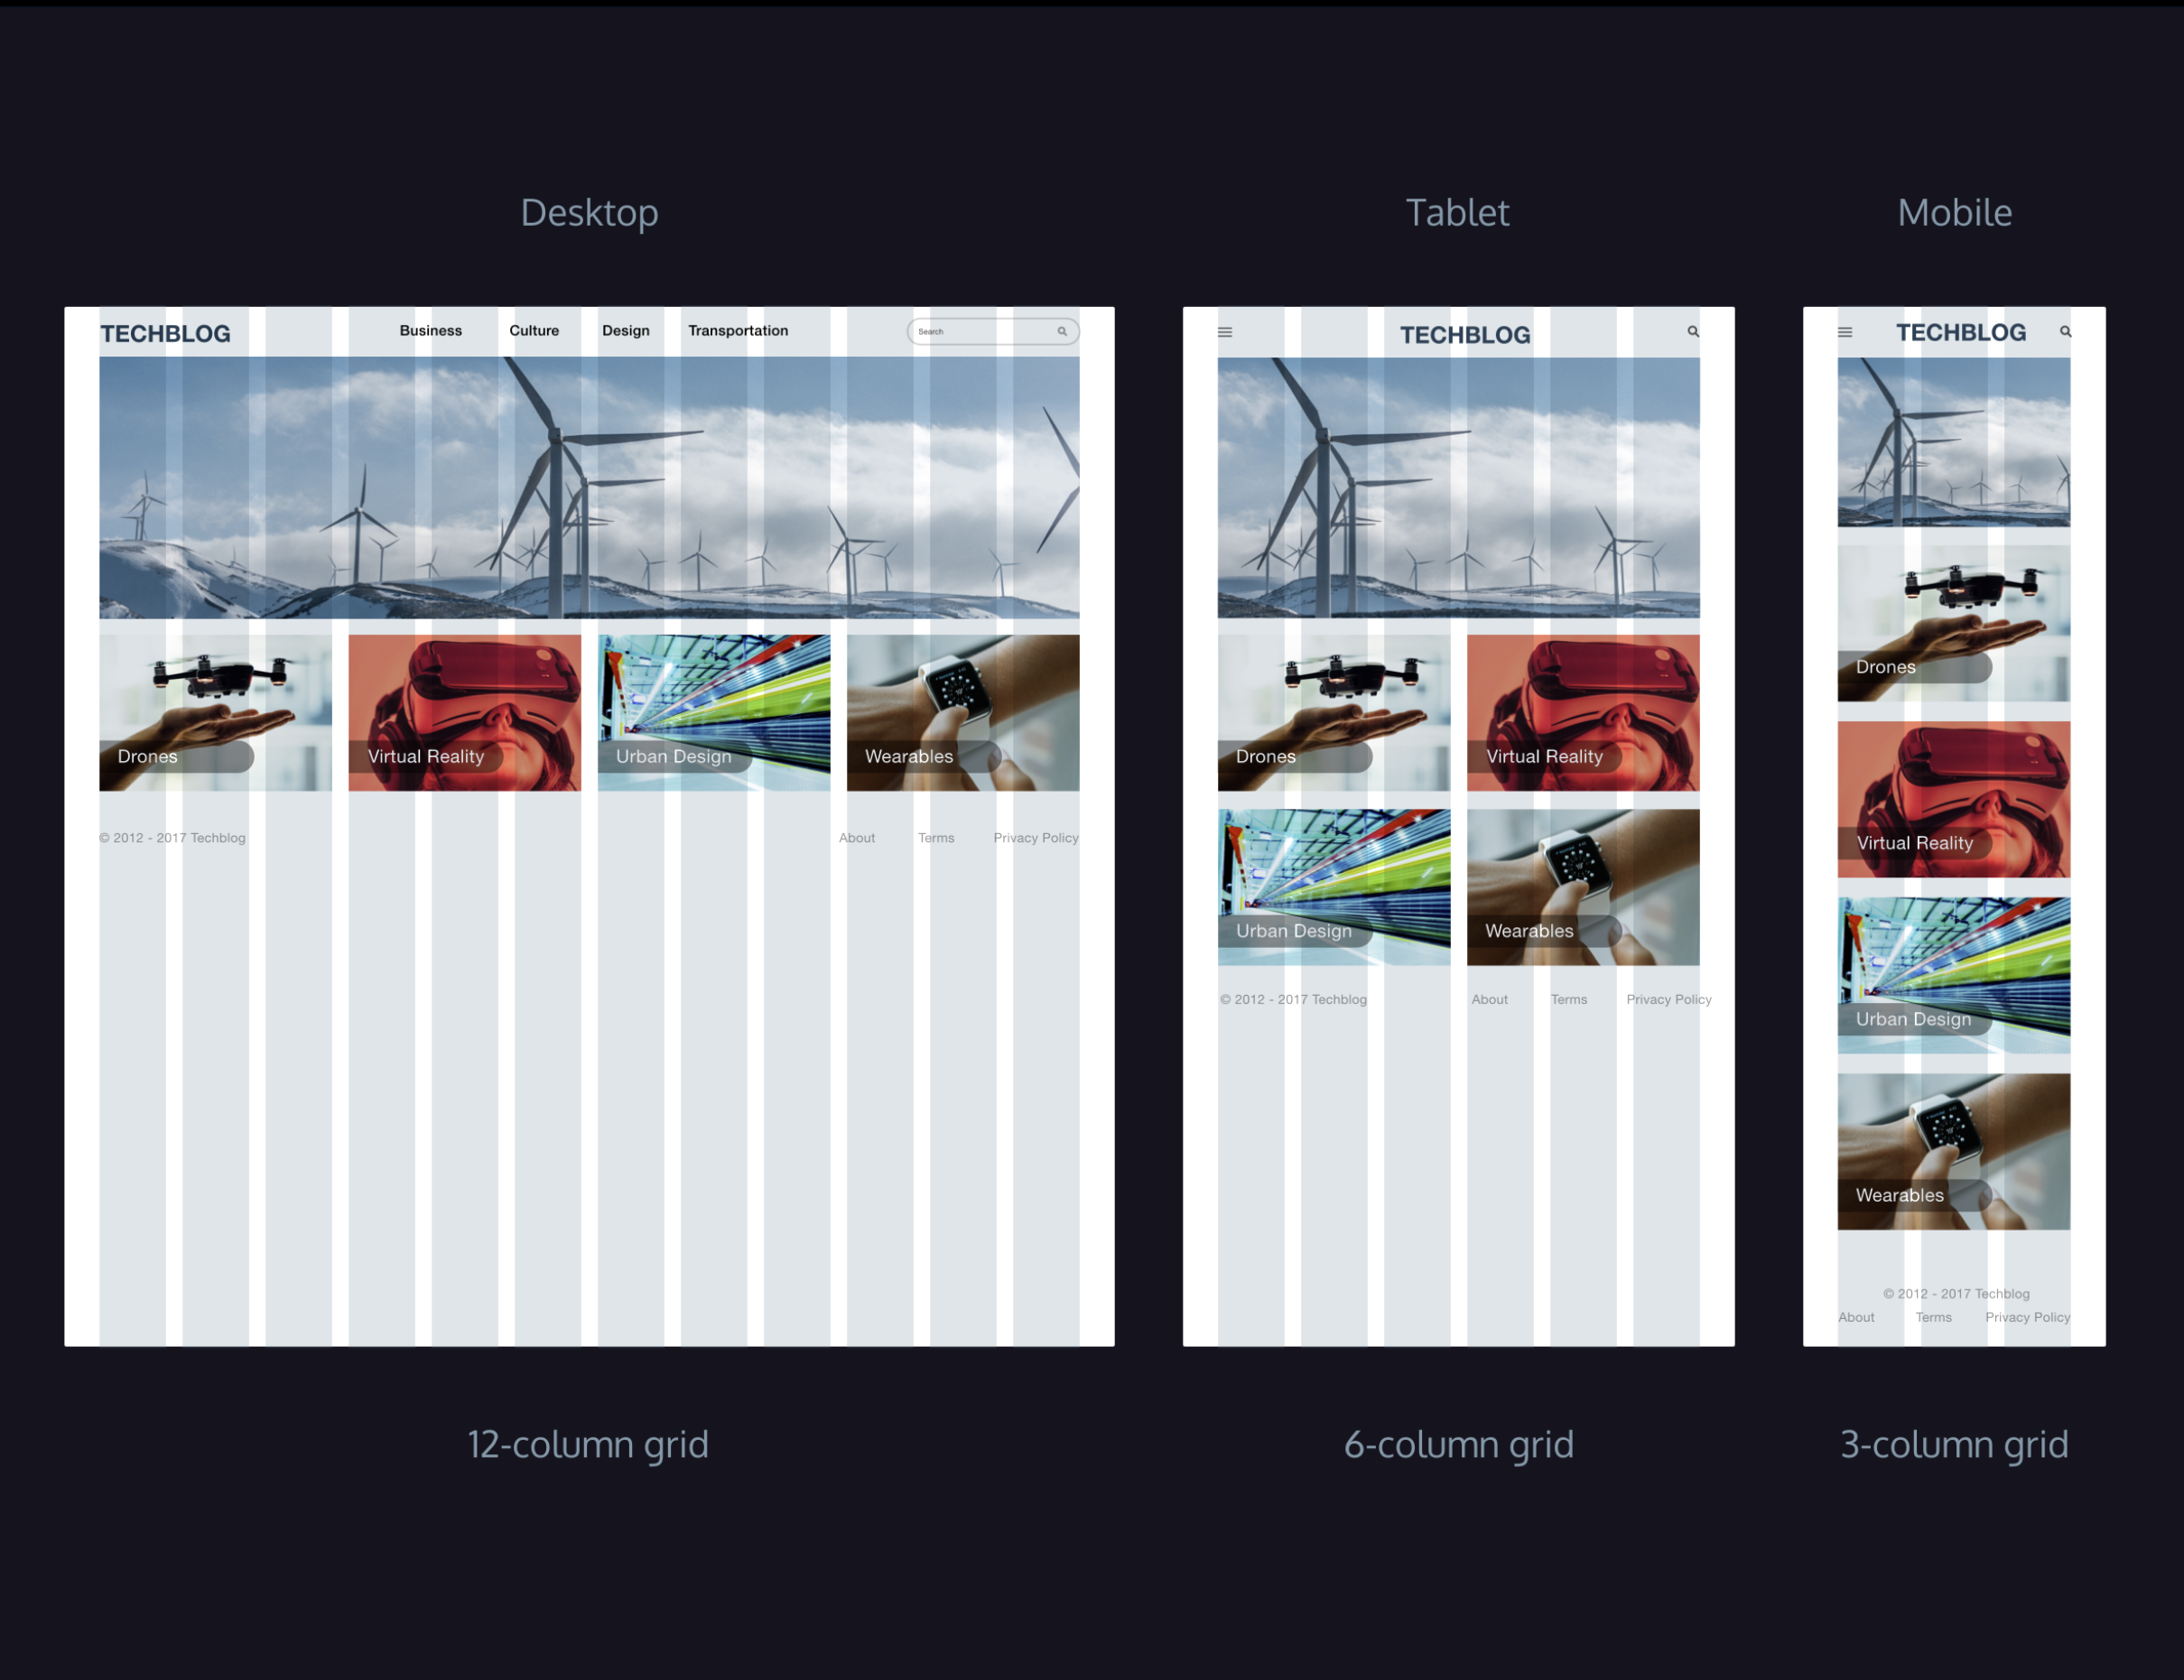 Desktop
Tablet
Mobile
TECHBLOG
Business
Culture
Design
Transportation
Search
Drones
Virtual Reality
Urban Design
Wearables
© 2012 - 2017 Techblog
About
Terms
Privacy Policy
TECHBLOG
Drones
Virtual Reality
Urban Design
Wearables
© 2012 - 2017 Techblog
About
Terms
Privacy Policy
TECHBLOG
Drones
Virtual Reality
Urban Design
Wearables
© 2012 - 2017 Techblog
About
Terms
Privacy Policy
12-column grid
6-column grid
3-column grid